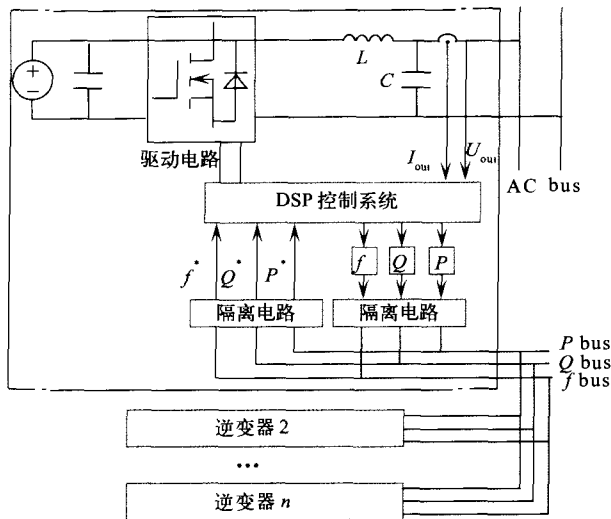 L
C
驱动电路
I_out
U_out
AC bus
DSP 控制系统
f*
Q*
P*
f
Q
P
隔离电路
隔离电路
P bus
Q bus
f bus
逆变器 2
•••
逆变器 n